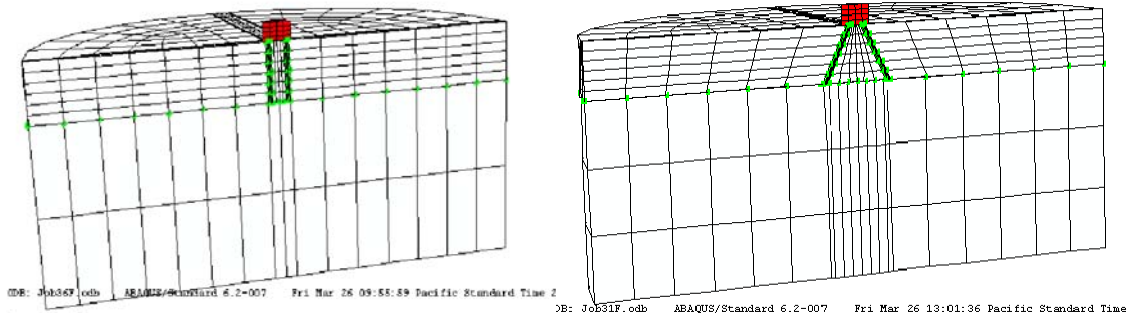 ODB: Job36F.odb ABAQUS/Standard 6.2-007 Fri Mar 26 09:55:59 Pacific Standard Time 2
DB: Job31F.odb ABAQUS/Standard 6.2-007 Fri Mar 26 13:01:36 Pacific Standard Time